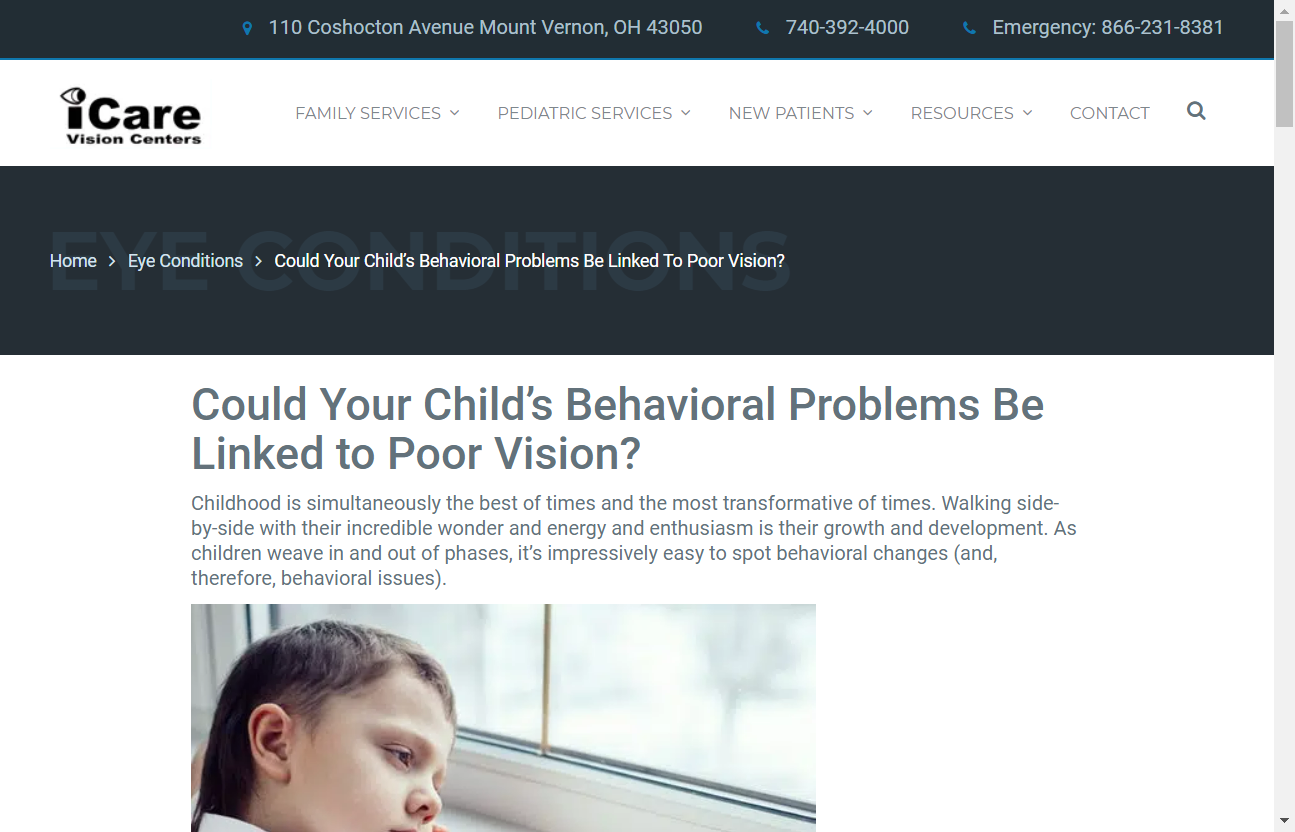 110 Coshocton Avenue Mount Vernon, OH 43050 740-392-4000 Emergency: 866-231-8381
iCare
Vision Centers
FAMILY SERVICES PEDIATRIC SERVICES NEW PATIENTS RESOURCES CONTACT
EYE CONDITIONS
Home > Eye Conditions > Could Your Child’s Behavioral Problems Be Linked To Poor Vision?
Could Your Child’s Behavioral Problems Be
Linked to Poor Vision?
Childhood is simultaneously the best of times and the most transformative of times. Walking side-
by-side with their incredible wonder and energy and enthusiasm is their growth and development. As
children weave in and out of phases, it’s impressively easy to spot behavioral changes (and,
therefore, behavioral issues).